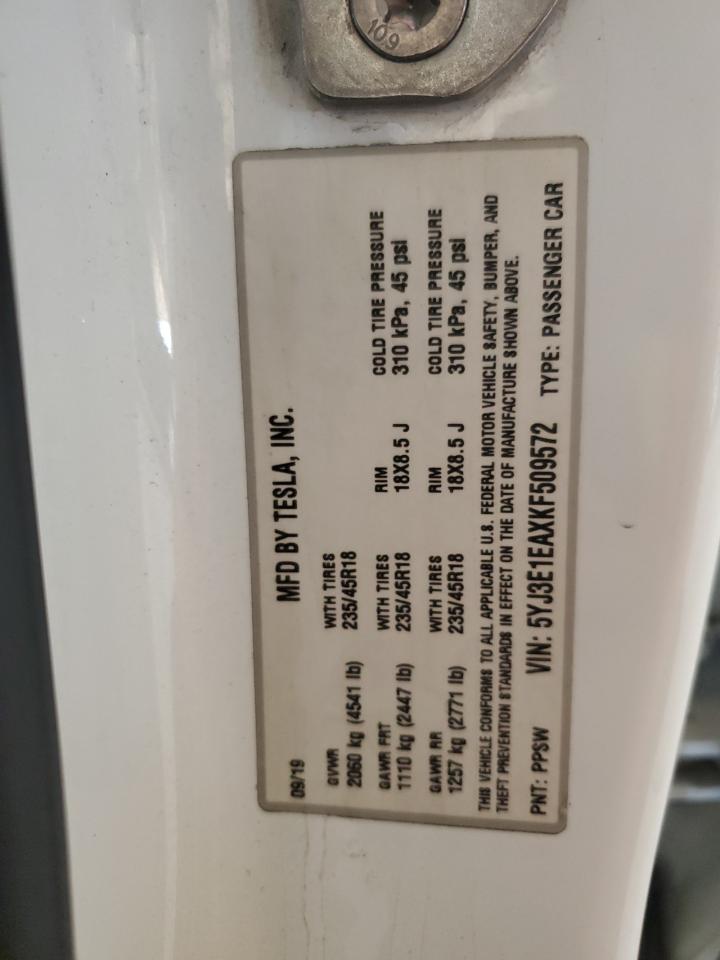 109
MFD BY TESLA, INC.
09/19
GVWR WITH TIRES
2060 kg (4541 lb) 235/45R18
GAWR FRT WITH TIRES RIM COLD TIRE PRESSURE
1110 kg (2447 lb) 235/45R18 18X8.5 J 310 kPa, 45 psi
GAWR RR WITH TIRES RIM COLD TIRE PRESSURE
1257 kg (2771 lb) 235/45R18 18X8.5 J 310 kPa, 45 psi
THIS VEHICLE CONFORMS TO ALL APPLICABLE U.S. FEDERAL MOTOR VEHICLE SAFETY, BUMPER, AND
THEFT PREVENTION STANDARDS IN EFFECT ON THE DATE OF MANUFACTURE SHOWN ABOVE.
PNT: PPSW VIN: 5YJ3E1EAXKF509572 TYPE: PASSENGER CAR